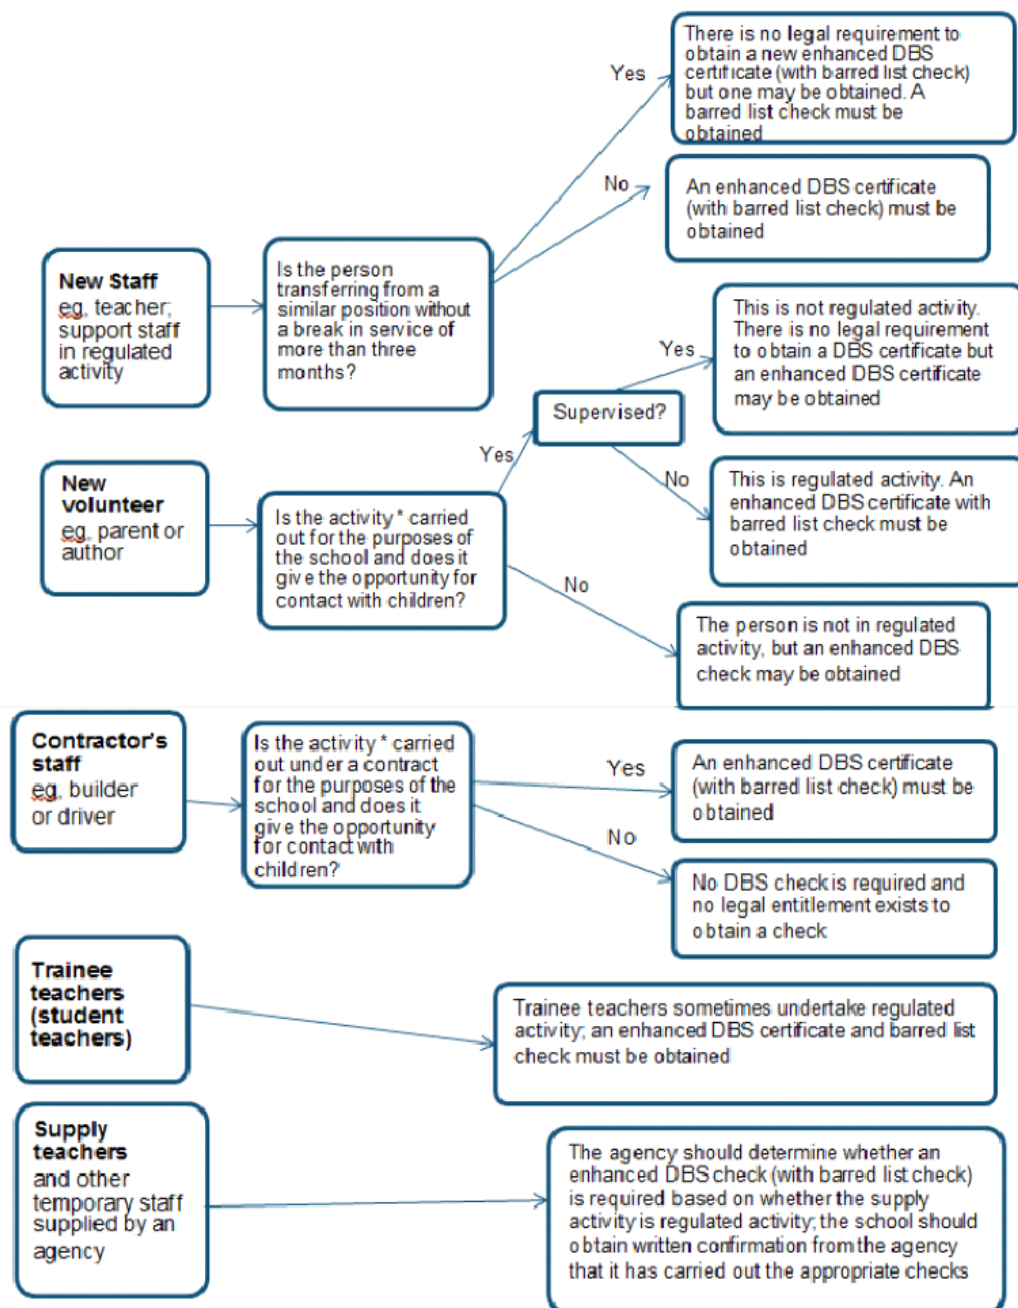 There is no legal requirement to
obtain a new enhanced DBS
certificate (with barred list check)
but one may be obtained. A
barred list check must be
obtained
Yes
No
An enhanced DBS certificate
(with barred list check) must be
obtained
New Staff
eg, teacher;
support staff
in regulated
activity
Is the person
transferring from a
similar position without
a break in service of
more than three
months?
This is not regulated activity.
There is no legal requirement
to obtain a DBS certificate but
an enhanced DBS certificate
may be obtained
Yes
Supervised?
Yes
No
This is regulated activity. An
enhanced DBS certificate with
barred list check must be
obtained
New
volunteer
eg, parent or
author
Is the activity * carried
out for the purposes of
the school and does it
give the opportunity for
contact with children?
No
The person is not in regulated
activity, but an enhanced DBS
check may be obtained
Contractor's
staff
eg, builder
or driver
Is the activity * carried
out under a contract
for the purposes of the
school and does it
give the opportunity
for contact with
children?
Yes
An enhanced DBS certificate
(with barred list check) must be
obtained
No
No DBS check is required and
no legal entitlement exists to
obtain a check
Trainee
teachers
(student
teachers)
Trainee teachers sometimes undertake regulated
activity; an enhanced DBS certificate and barred list
check must be obtained
Supply
teachers
and other
temporary staff
supplied by an
agency
The agency should determine whether an
enhanced DBS check (with barred list check)
is required based on whether the supply
activity is regulated activity; the school should
obtain written confirmation from the agency
that it has carried out the appropriate checks